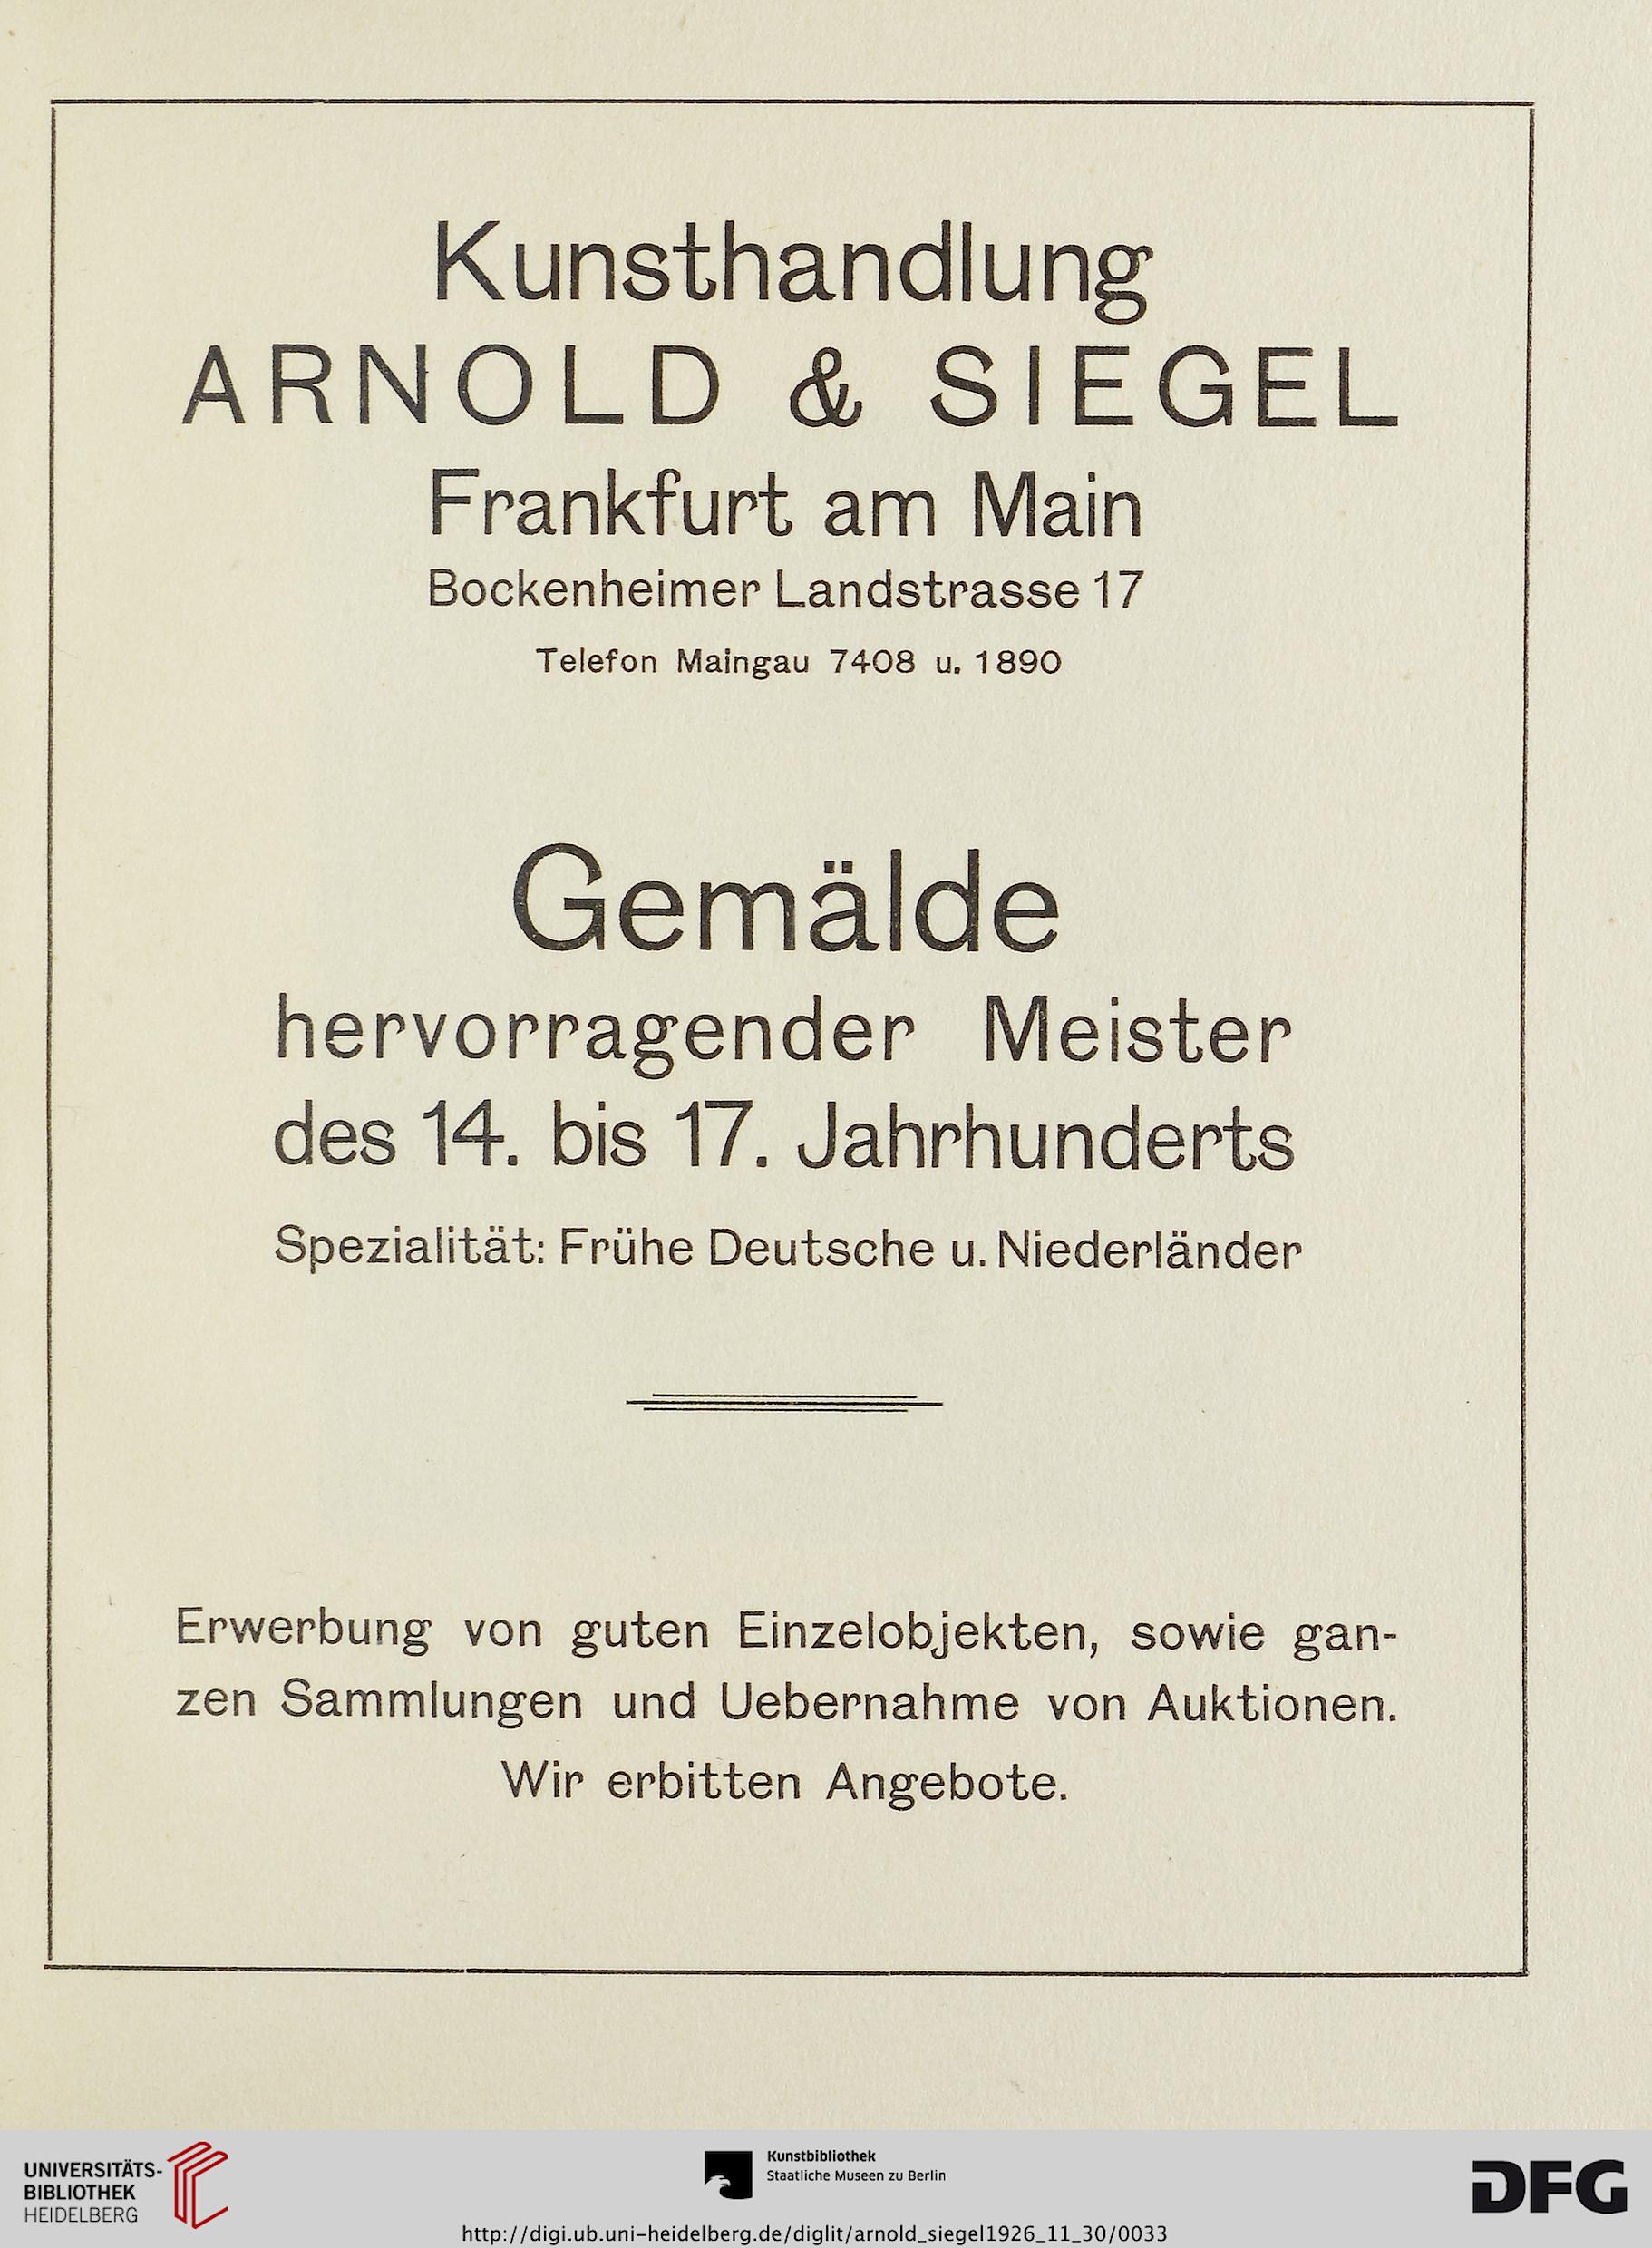 Kunsthandlung
ARNOLD & SIEGEL
Frankfurt am Main
Bockenheimer Landstrasse 17
Telefon Maingau 7408 u. 1890
Gemälde
hervorragender Meister
des 14. bis 17. Jahrhunderts
Spezialität: Frühe Deutsche u. Niederländer
Erwerbung von guten Einzelobjekten, sowie gan-
zen Sammlungen und Uebernahme von Auktionen.
Wir erbitten Angebote.
UNIVERSITÄTS-
BIBLIOTHEK
HEIDELBERG
Kunstbibliothek
Staatliche Museen zu Berlin
DFG
http://digi.ub.uni-heidelberg.de/diglit/arnold_siegel1926_11_30/0033